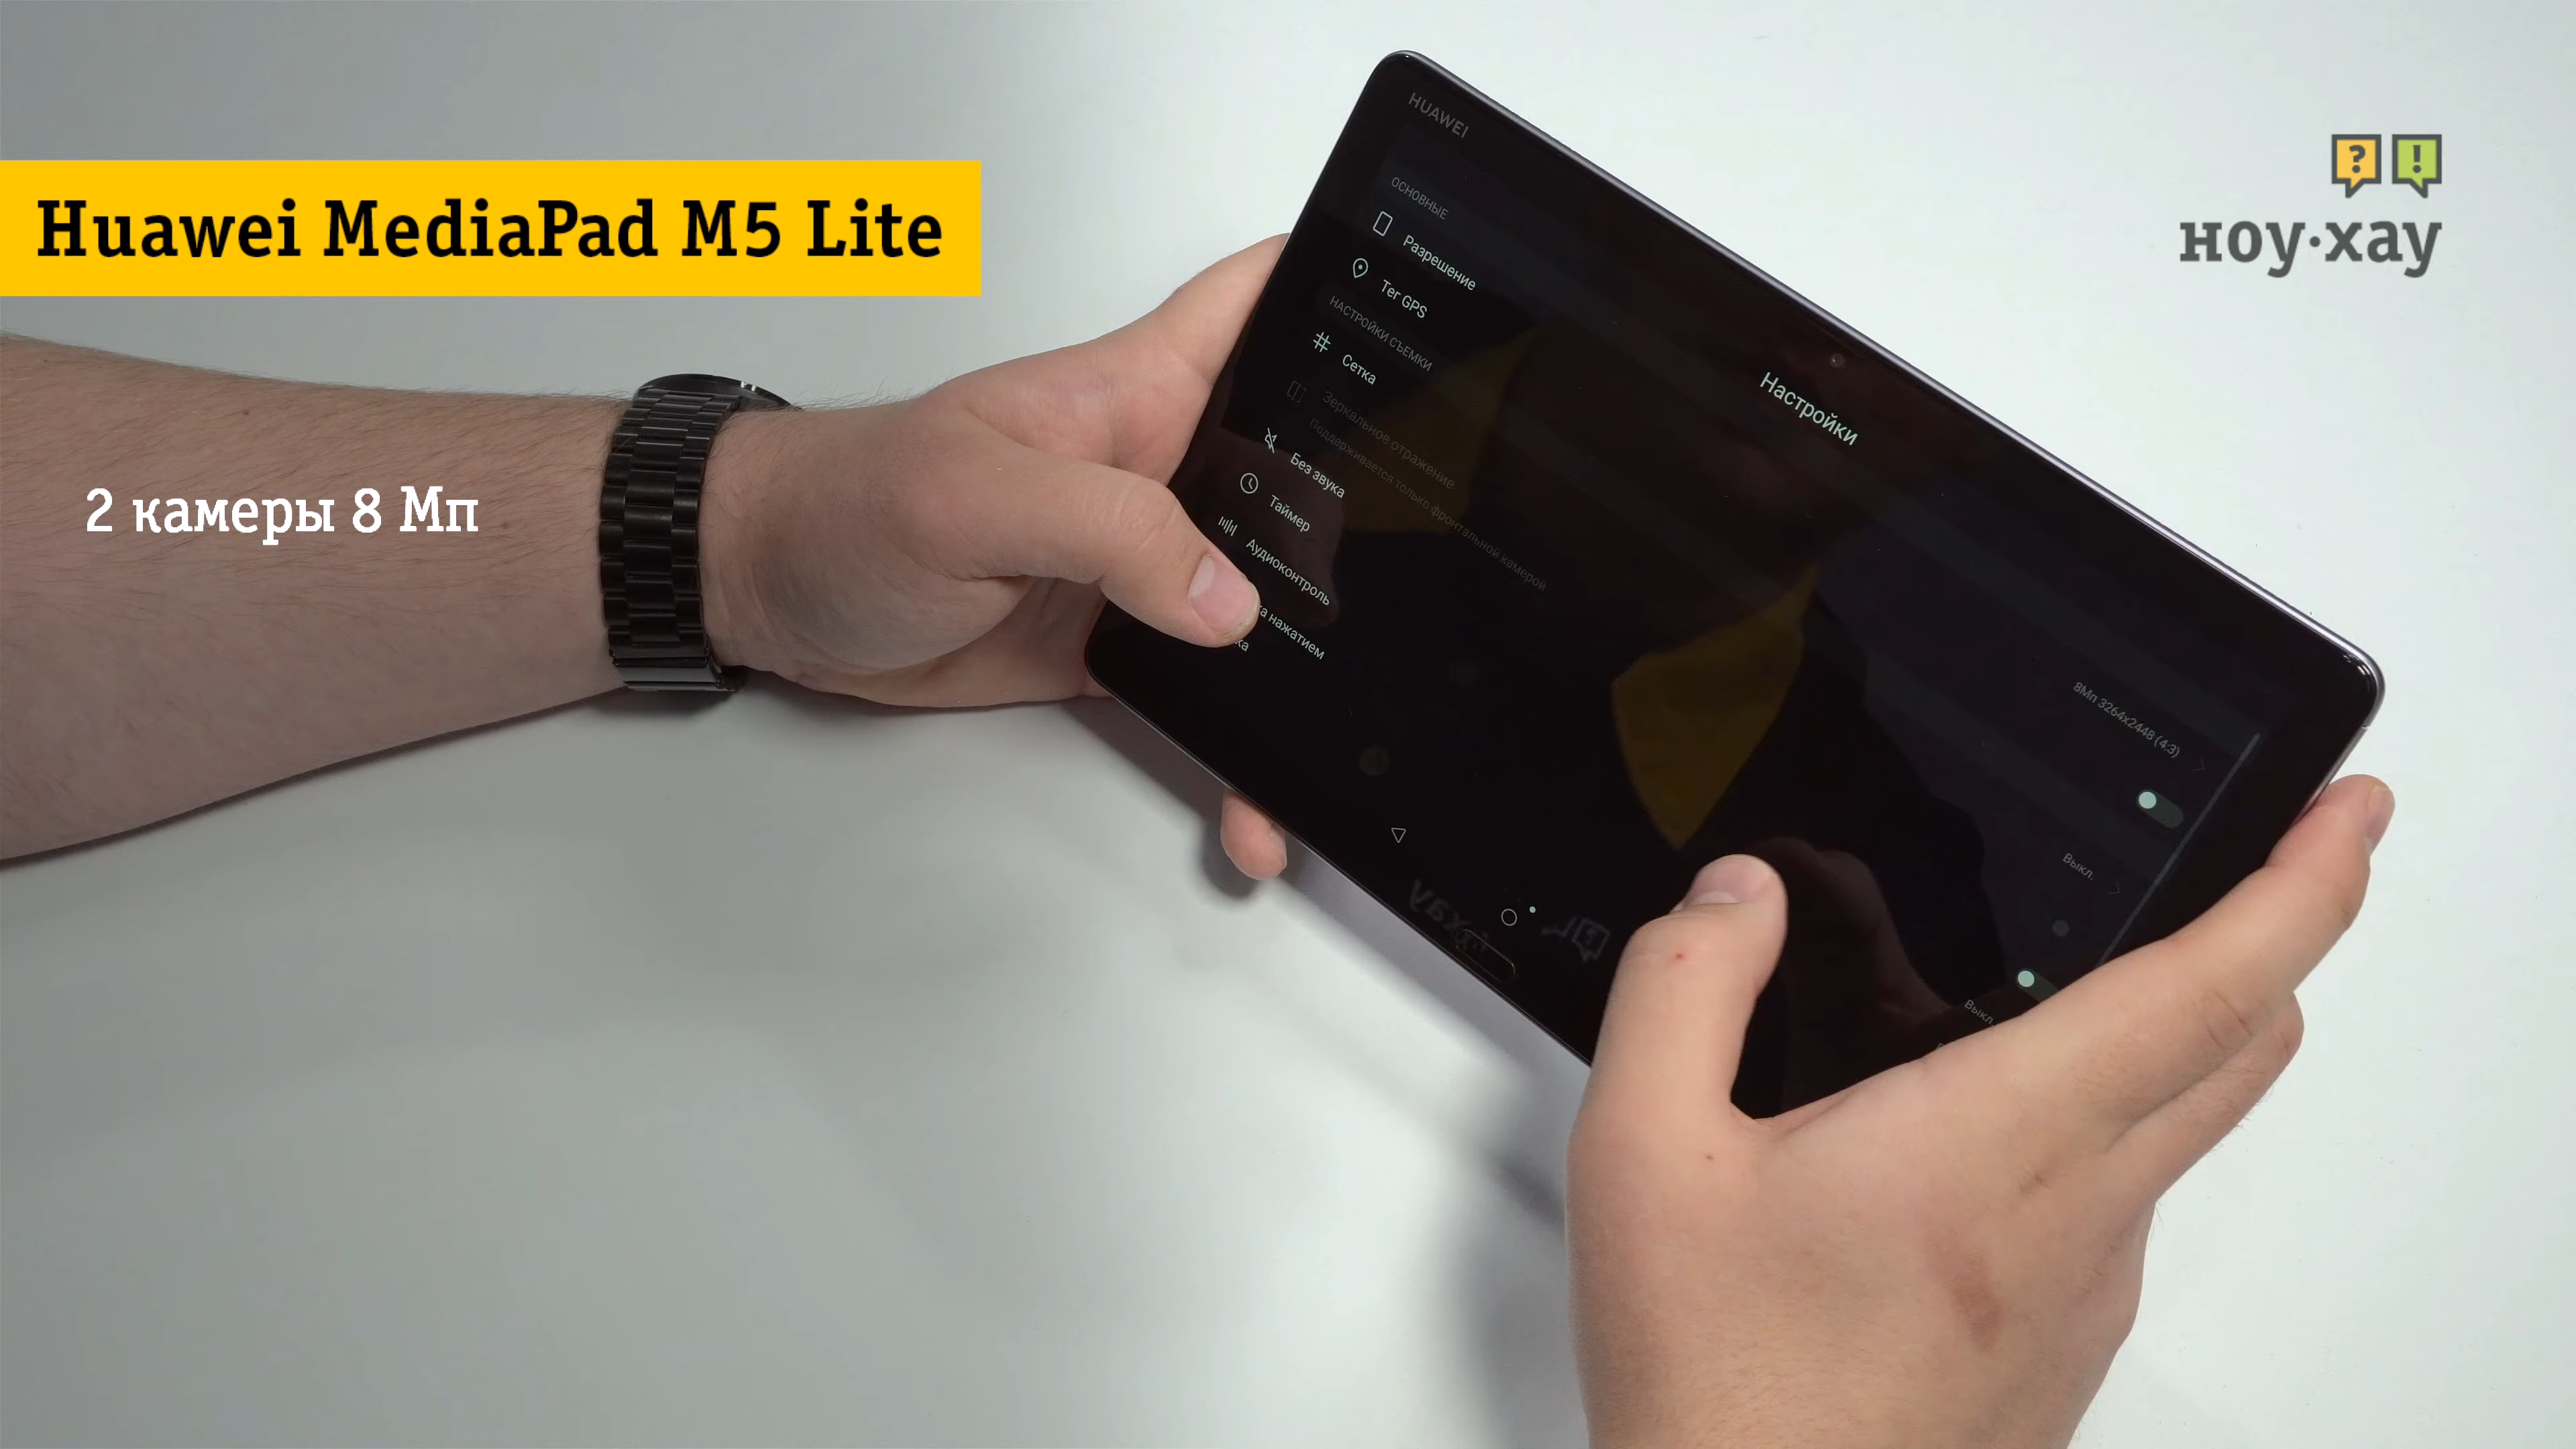 Huawei MediaPad M5 Lite
? !
ноу·хау
2 камеры 8 Мп
HUAWEI
Настройки
ОСНОВНЫЕ
Разрешение
8Мп 3264x2448 (4:3)
Тег GPS
НАСТРОЙКИ СЪЕМКИ
Сетка
Выкл.
Зеркальное отражение
Поддерживается только фронтальной камерой
Без звука
Таймер
Выкл.
Аудиоконтроль
нажатием